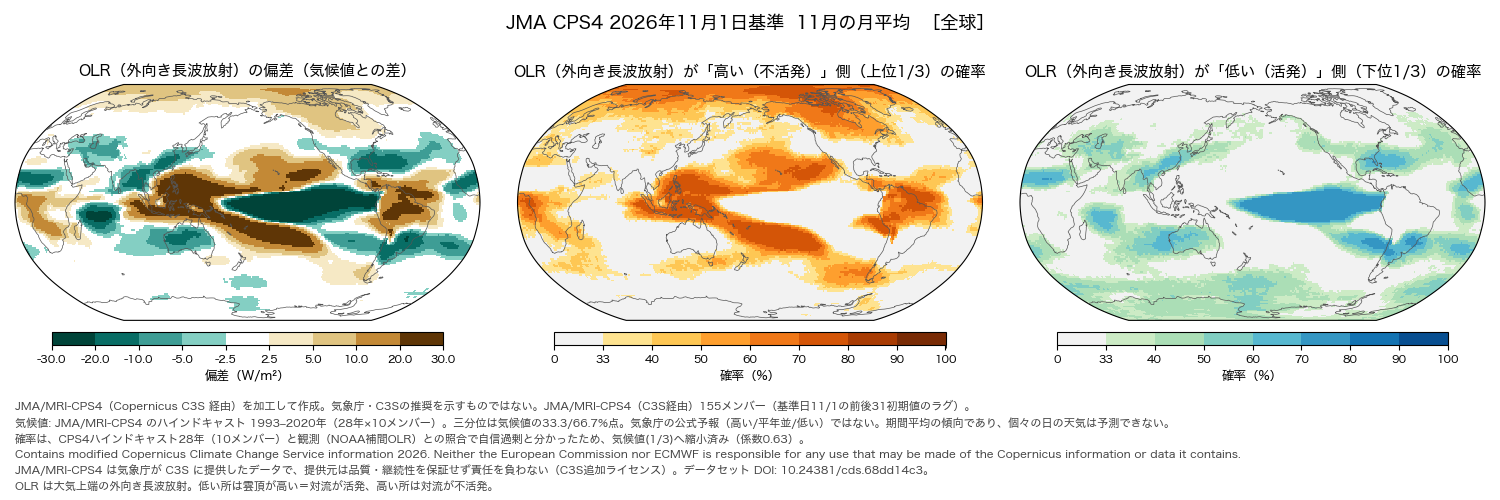 JMA CPS4 2026年11月1日基準 11月の月平均 ［全球］
OLR（外向き長波放射）の偏差（気候値との差）
OLR（外向き長波放射）が「高い（不活発）」側（上位1/3）の確率
OLR（外向き長波放射）が「低い（活発）」側（下位1/3）の確率
-30.0 -20.0 -10.0 -5.0 -2.5 2.5 5.0 10.0 20.0 30.0
偏差（W/m²）
0 33 40 50 60 70 80 90 100
確率（%）
0 33 40 50 60 70 80 90 100
確率（%）
JMA/MRI-CPS4（Copernicus C3S 経由）を加工して作成。気象庁・C3Sの推奨を示すものではない。JMA/MRI-CPS4（C3S経由）155メンバー（基準日11/1の前後31初期値のラグ）。
気候値: JMA/MRI-CPS4 のハインドキャスト 1993–2020年（28年×10メンバー）。三分位は気候値の33.3/66.7%点。気象庁の公式予報（高い/平年並/低い）ではない。期間平均の傾向であり、個々の日の天気は予測できない。
確率は、CPS4ハインドキャスト28年（10メンバー）と観測（NOAA補間OLR）との照合で自信過剰と分かったため、気候値(1/3)へ縮小済み（係数0.63）。
Contains modified Copernicus Climate Change Service information 2026. Neither the European Commission nor ECMWF is responsible for any use that may be made of the Copernicus information or data it contains.
JMA/MRI-CPS4 は気象庁が C3S に提供したデータで、提供元は品質・継続性を保証せず責任を負わない（C3S追加ライセンス）。データセット DOI: 10.24381/cds.68dd14c3。
OLR は大気上端の外向き長波放射。低い所は雲頂が高い＝対流が活発、高い所は対流が不活発。